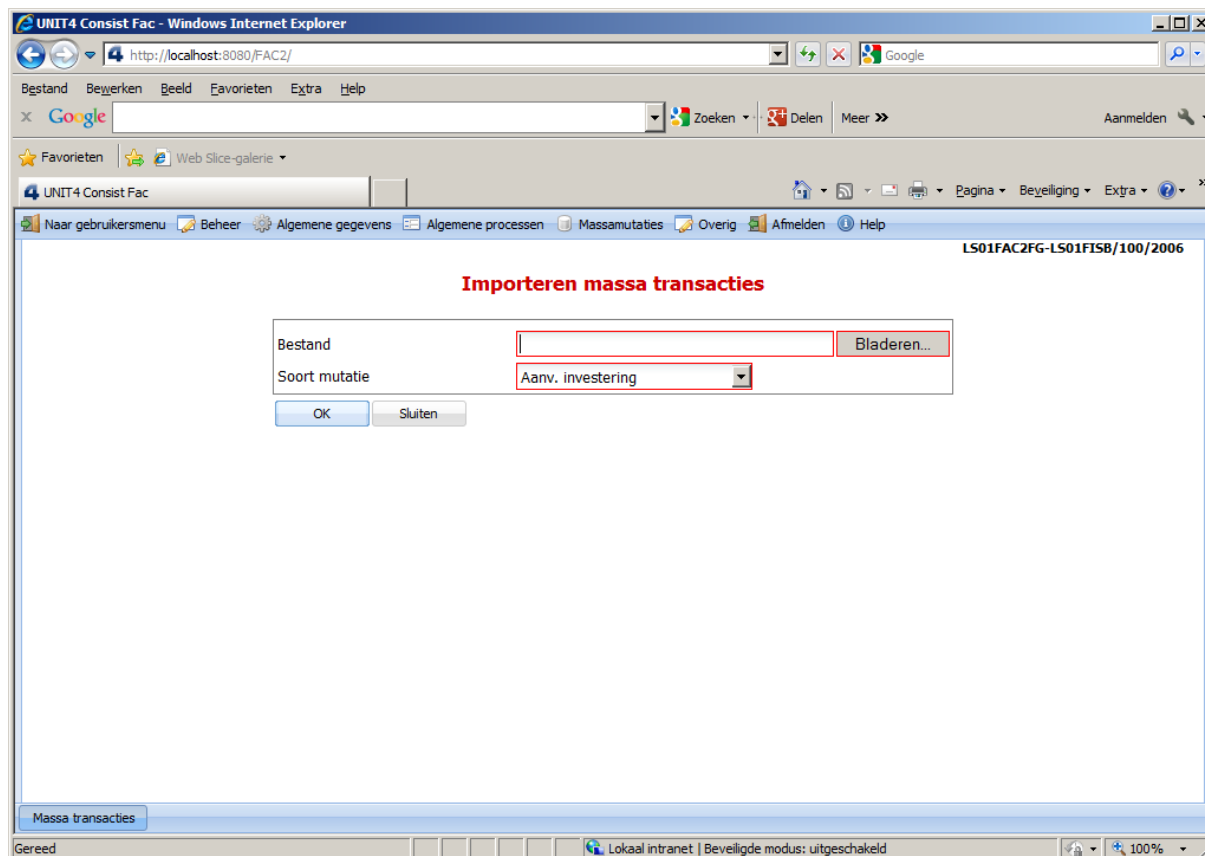 UNIT4 Consist Fac - Windows Internet Explorer
http://localhost:8080/FAC2/
Google
Bestand Bewerken Beeld Favorieten Extra Help
x Google Zoeken Delen Meer >> Aanmelden
Favorieten Web Slice-galerie
UNIT4 Consist Fac Pagina Beveiliging Extra »
Naar gebruikersmenu Beheer Algemene gegevens Algemene processen Massamutaties Overig Afmelden Help
LS01FAC2FG-LS01FISB/100/2006
Importeren massa transacties
Bestand Bladeren...
Soort mutatie Aanv. investering
OK Sluiten
Massa transacties
Gereed Lokaal intranet | Beveiligde modus: uitgeschakeld 100%